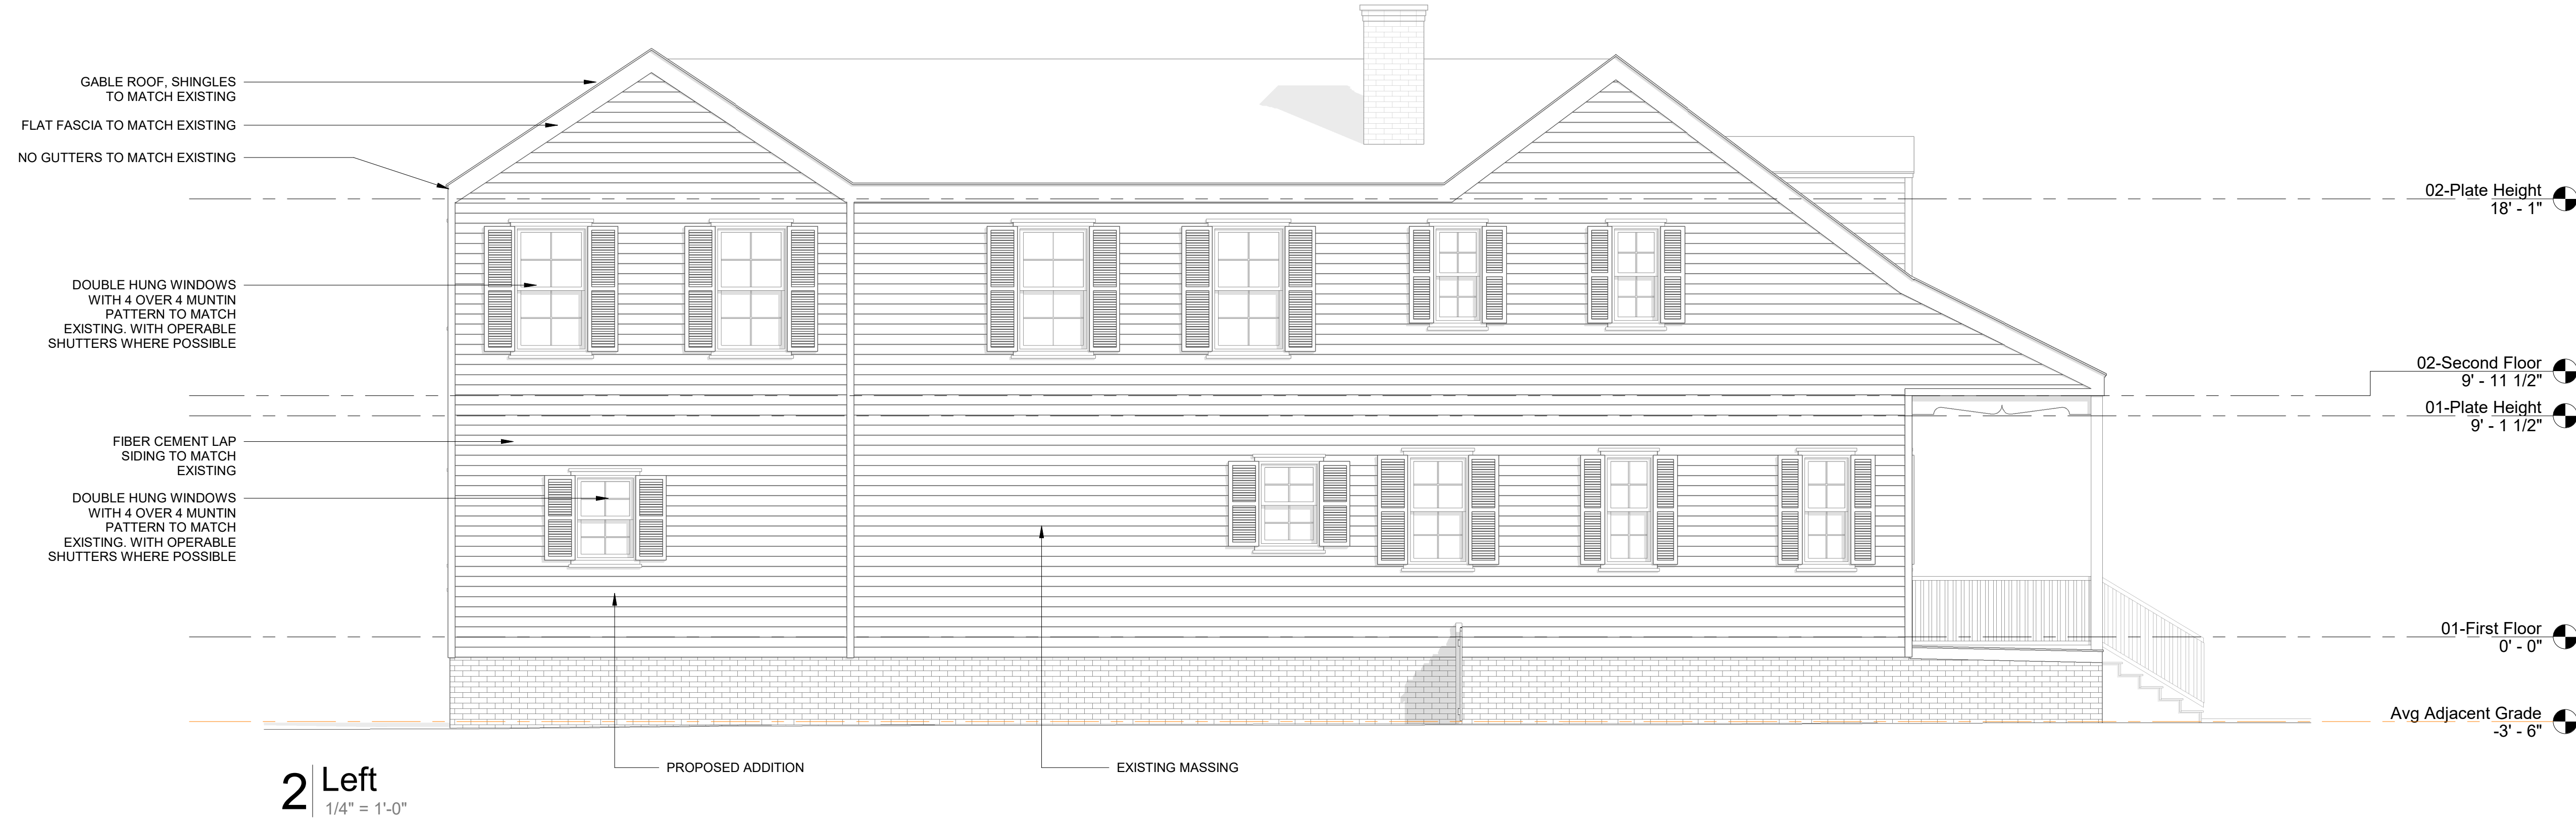 GABLE ROOF, SHINGLES
TO MATCH EXISTING
FLAT FASCIA TO MATCH EXISTING
NO GUTTERS TO MATCH EXISTING
DOUBLE HUNG WINDOWS
WITH 4 OVER 4 MUNTIN
PATTERN TO MATCH
EXISTING. WITH OPERABLE
SHUTTERS WHERE POSSIBLE
FIBER CEMENT LAP
SIDING TO MATCH
EXISTING
DOUBLE HUNG WINDOWS
WITH 4 OVER 4 MUNTIN
PATTERN TO MATCH
EXISTING. WITH OPERABLE
SHUTTERS WHERE POSSIBLE
02-Plate Height
18' - 1"
02-Second Floor
9' - 11 1/2"
01-Plate Height
9' - 1 1/2"
01-First Floor
0' - 0"
Avg Adjacent Grade
-3' - 6"
PROPOSED ADDITION
EXISTING MASSING
2 Left
1/4" = 1'-0"